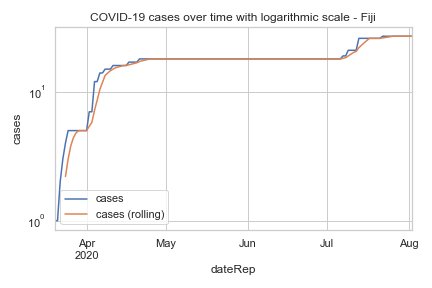 COVID-19 cases over time with logarithmic scale - Fiji
cases
10¹
10⁰
cases
cases (rolling)
Apr
2020
May
Jun
Jul
Aug
dateRep